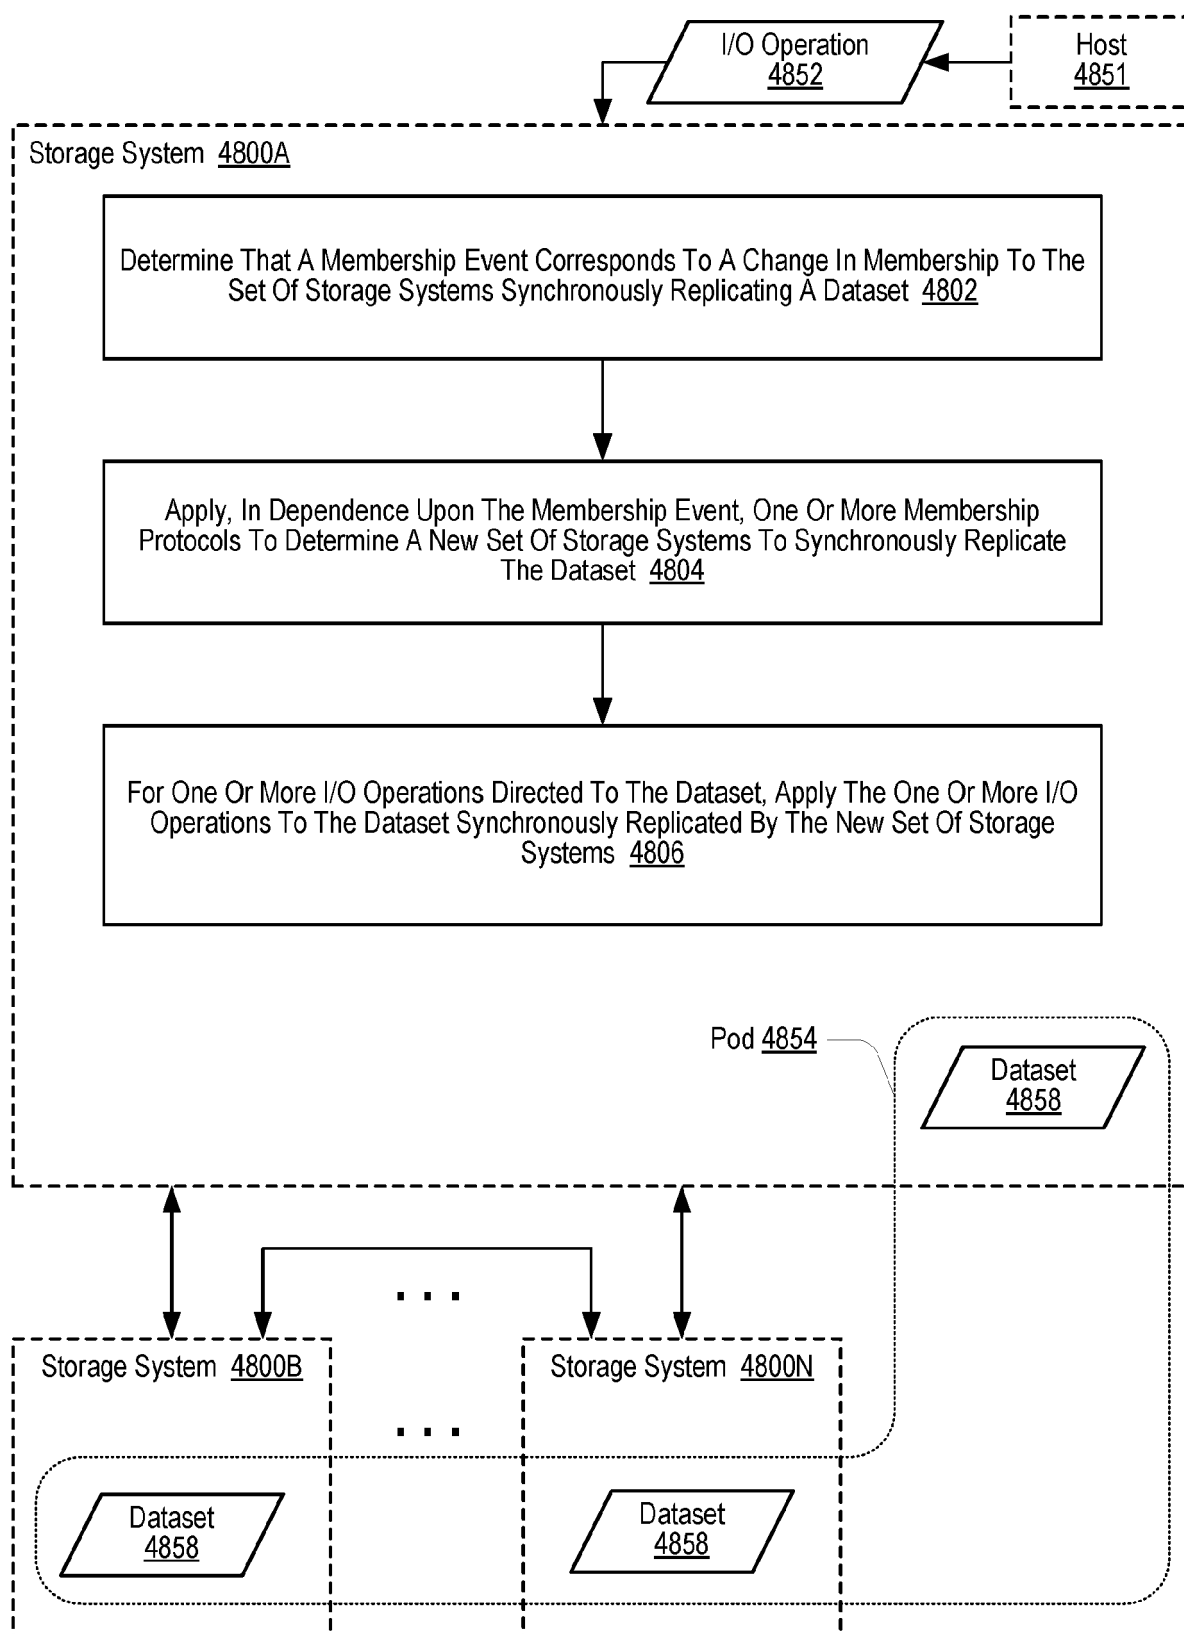 I/O Operation
4852
Host
4851
Storage System 4800A
Determine That A Membership Event Corresponds To A Change In Membership To The
Set Of Storage Systems Synchronously Replicating A Dataset 4802
Apply, In Dependence Upon The Membership Event, One Or More Membership
Protocols To Determine A New Set Of Storage Systems To Synchronously Replicate
The Dataset 4804
For One Or More I/O Operations Directed To The Dataset, Apply The One Or More I/O
Operations To The Dataset Synchronously Replicated By The New Set Of Storage
Systems 4806
Pod 4854
Dataset
4858
. . .
Storage System 4800B
Storage System 4800N
. . .
Dataset
4858
Dataset
4858